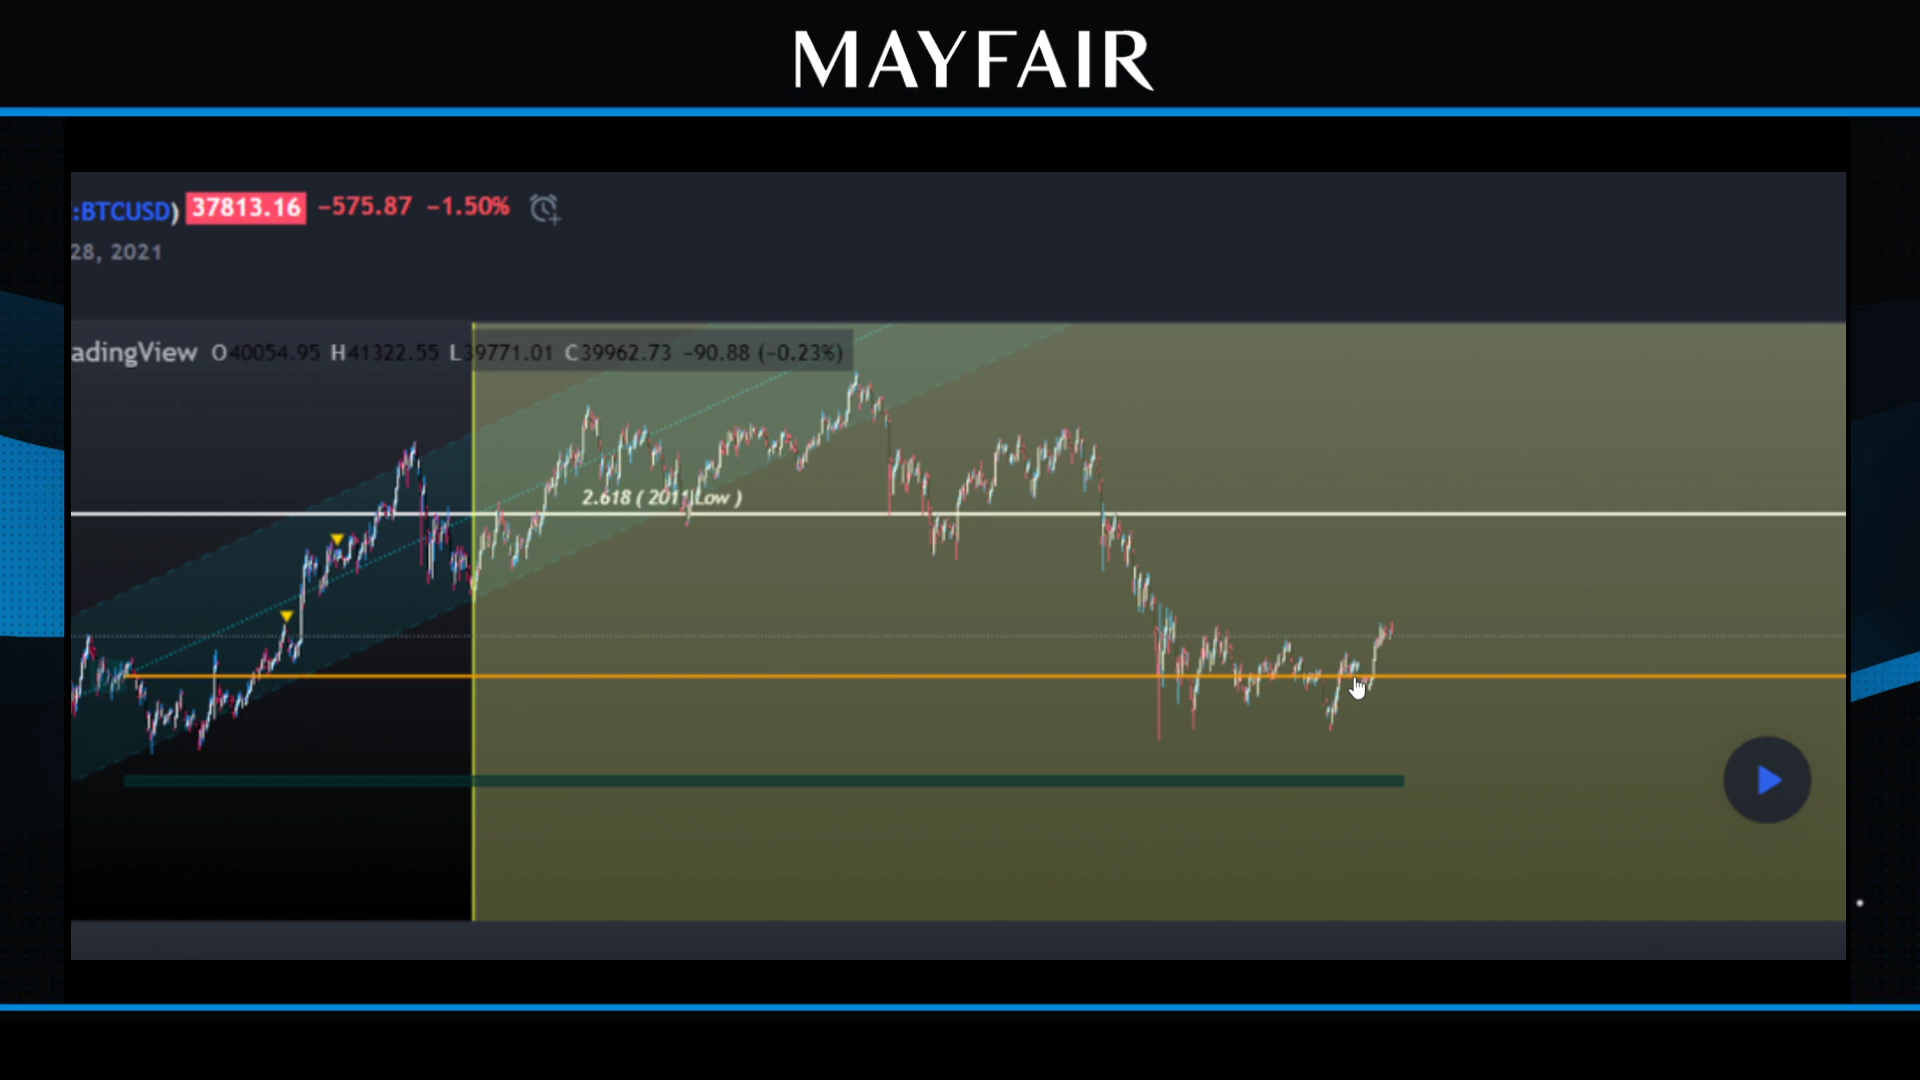 MAYFAIR
:BTCUSD) 37813.16 −575.87 −1.50%
28, 2021
adingView O40054.95 H41322.55 L39771.01 C39962.73 −90.88 (−0.23%)
2.618 ( 2011 Low )